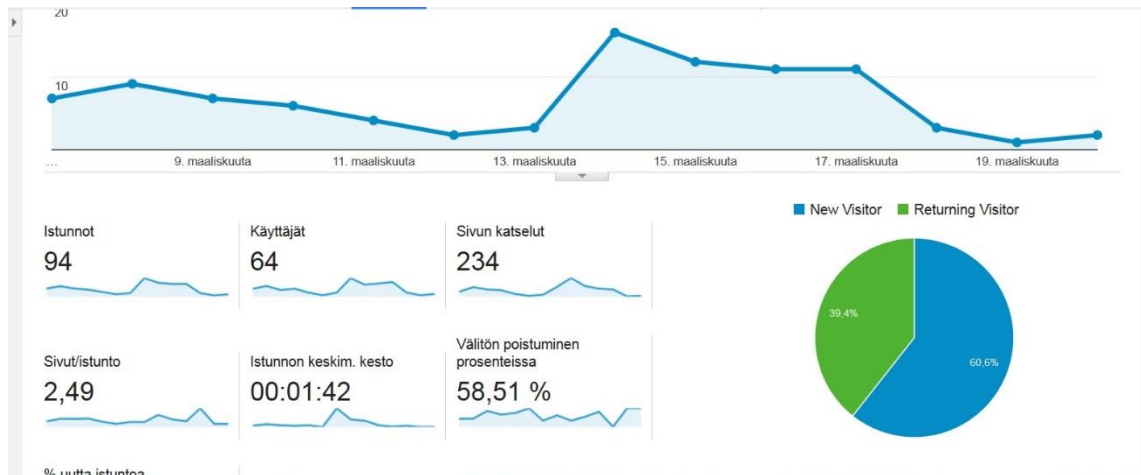 20
10
...
9. maaliskuuta 11. maaliskuuta 13. maaliskuuta 15. maaliskuuta 17. maaliskuuta 19. maaliskuuta
New Visitor Returning Visitor
Istunnot Käyttäjät Sivun katselut
94 64 234
39,4%
60,6%
Sivut/istunto Istunnon keskim. kesto Välitön poistuminen
prosenteissa
2,49 00:01:42 58,51 %
% uutta istuntoa